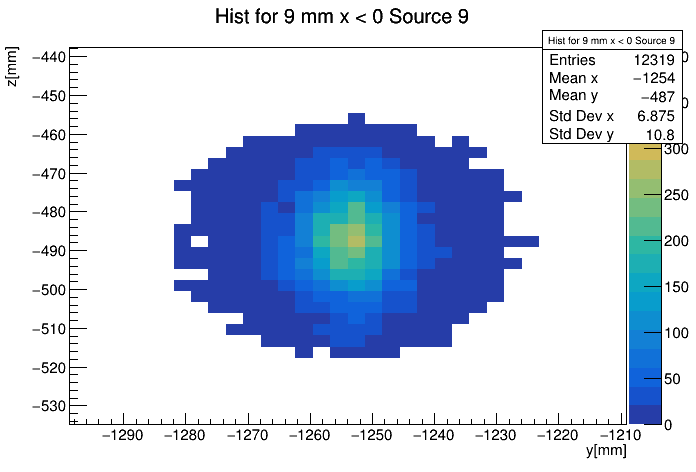 Hist for 9 mm x < 0 Source 9
z[mm]
−440
−450
−460
−470
−480
−490
−500
−510
−520
−530
Hist for 9 mm x < 0 Source 9
Entries 12319
Mean x −1254
Mean y −487
Std Dev x 6.875
Std Dev y 10.8
300
250
200
150
100
50
0
−1290 −1280 −1270 −1260 −1250 −1240 −1230 −1220 −1210
y[mm]